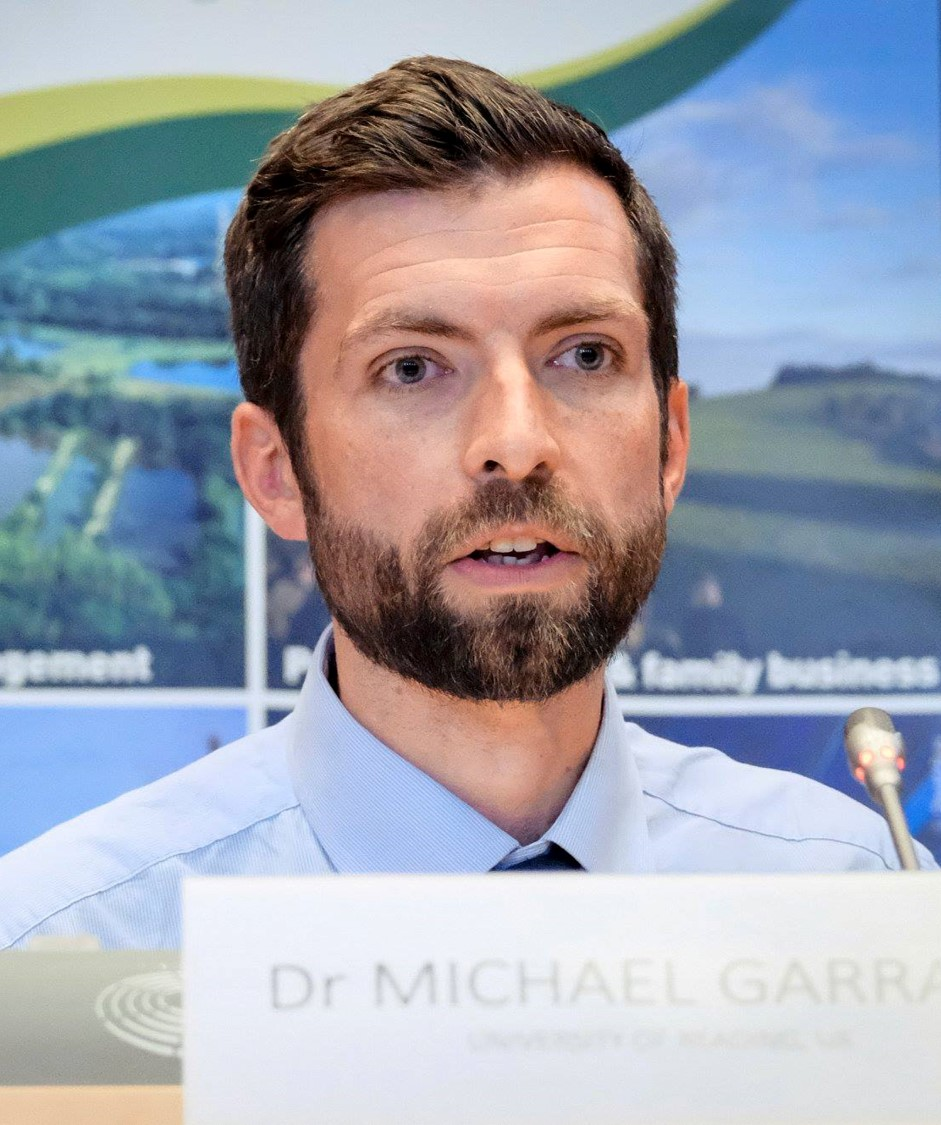 gement
& family business
Dr MICHAEL GARRA
UNIVERSITY OF READING, UK